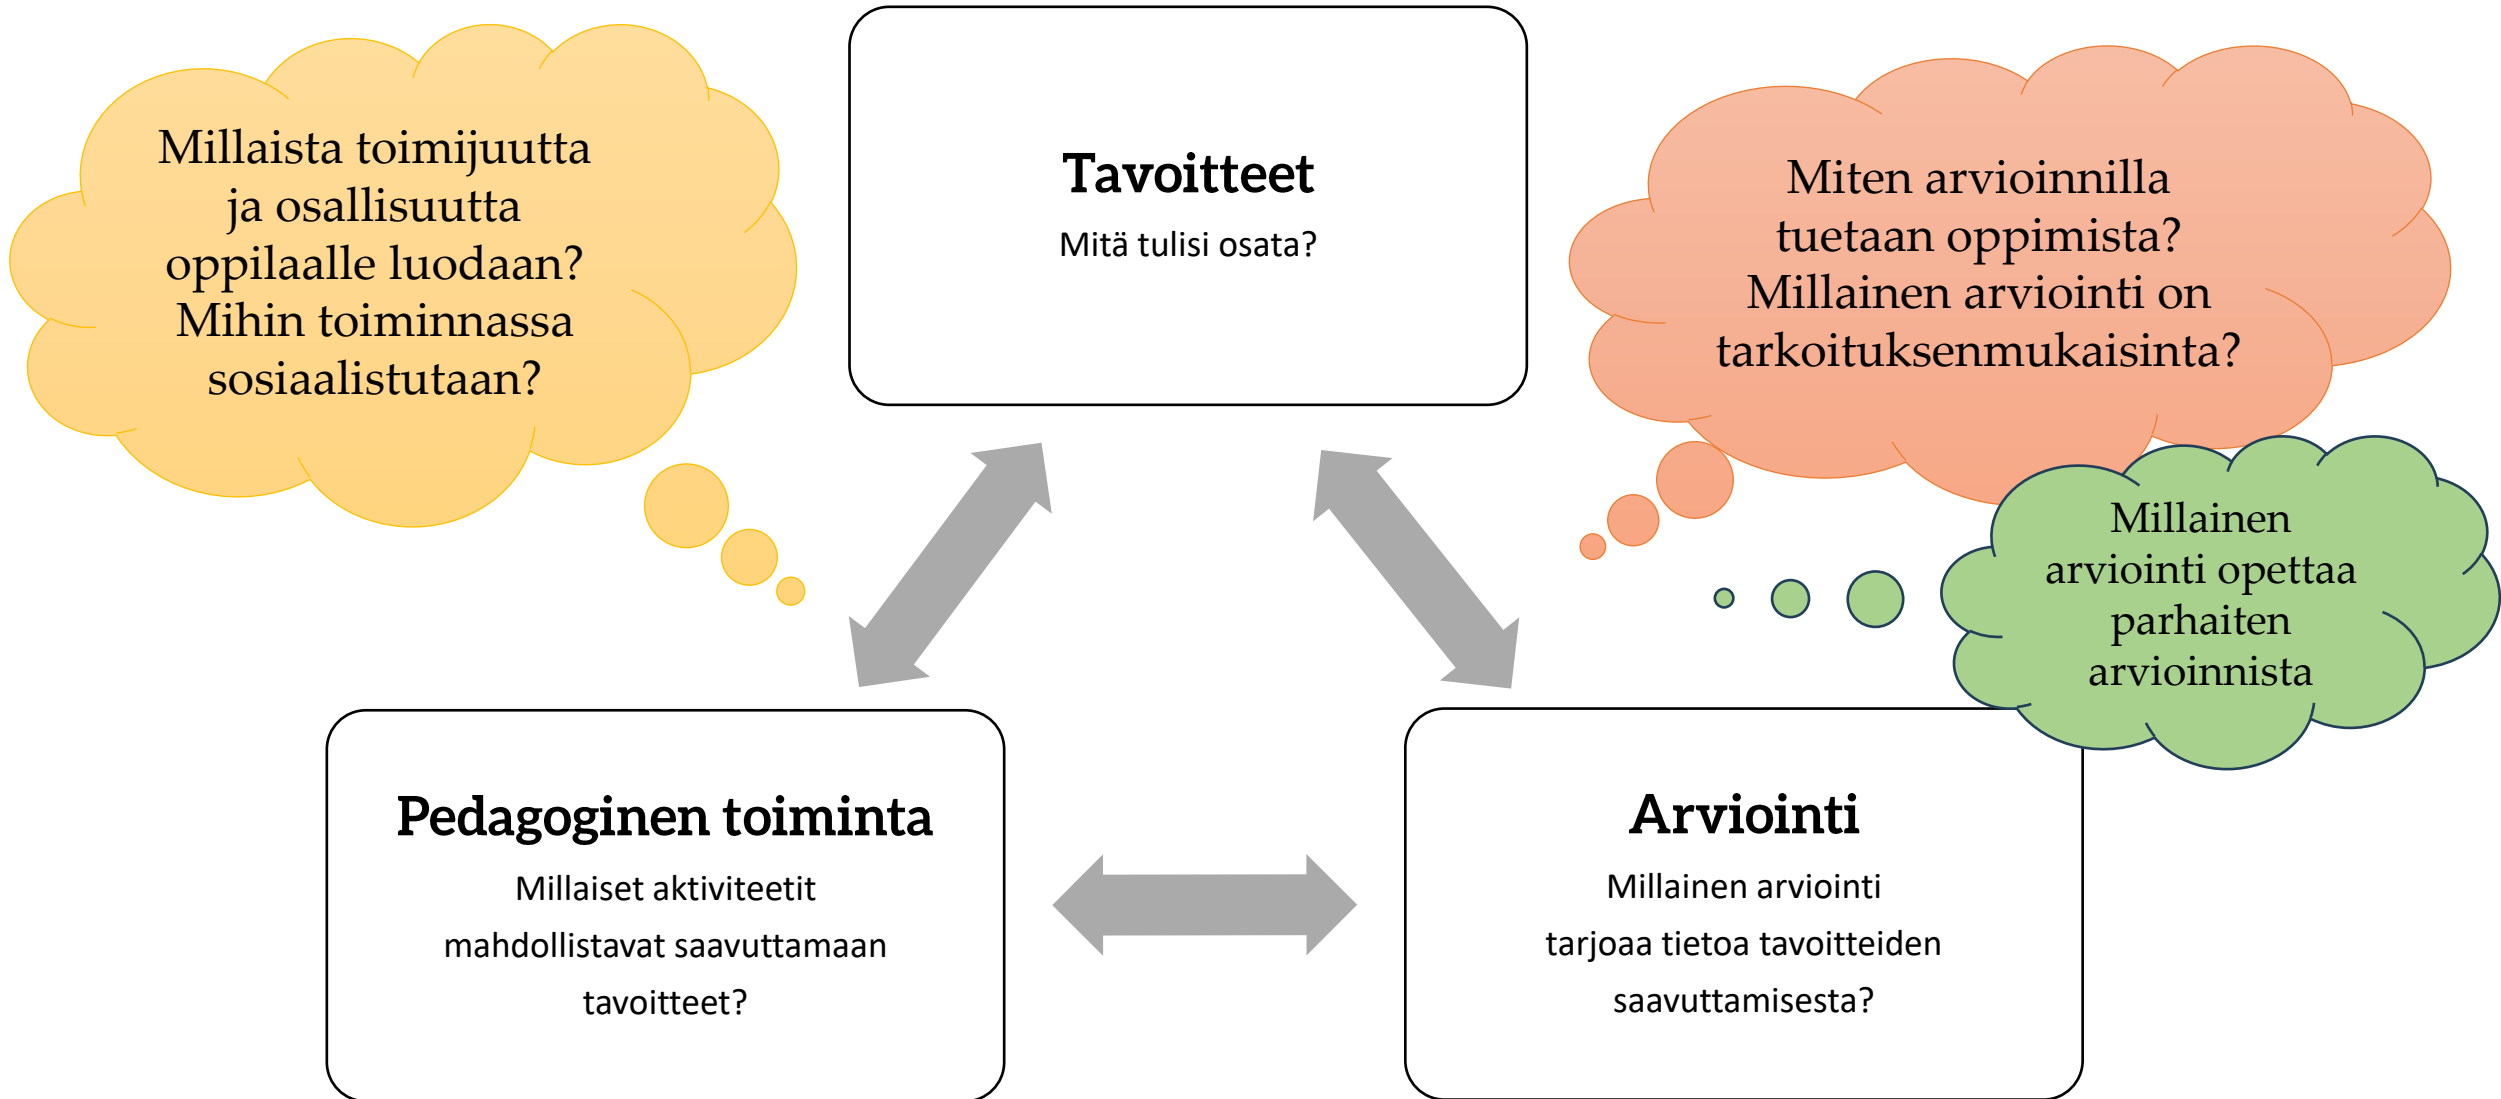 Millaista toimijuutta
ja osallisuutta
oppilaalle luodaan?
Mihin toiminnassa
sosiaalistutaan?
Tavoitteet
Mitä tulisi osata?
Miten arvioinnilla
tuetaan oppimista?
Millainen arviointi on
tarkoituksenmukaisinta?
Millainen
arviointi opettaa
parhaiten
arvioinnista
Pedagoginen toiminta
Millaiset aktiviteetit
mahdollistavat saavuttamaan
tavoitteet?
Arviointi
Millainen arviointi
tarjoaa tietoa tavoitteiden
saavuttamisesta?